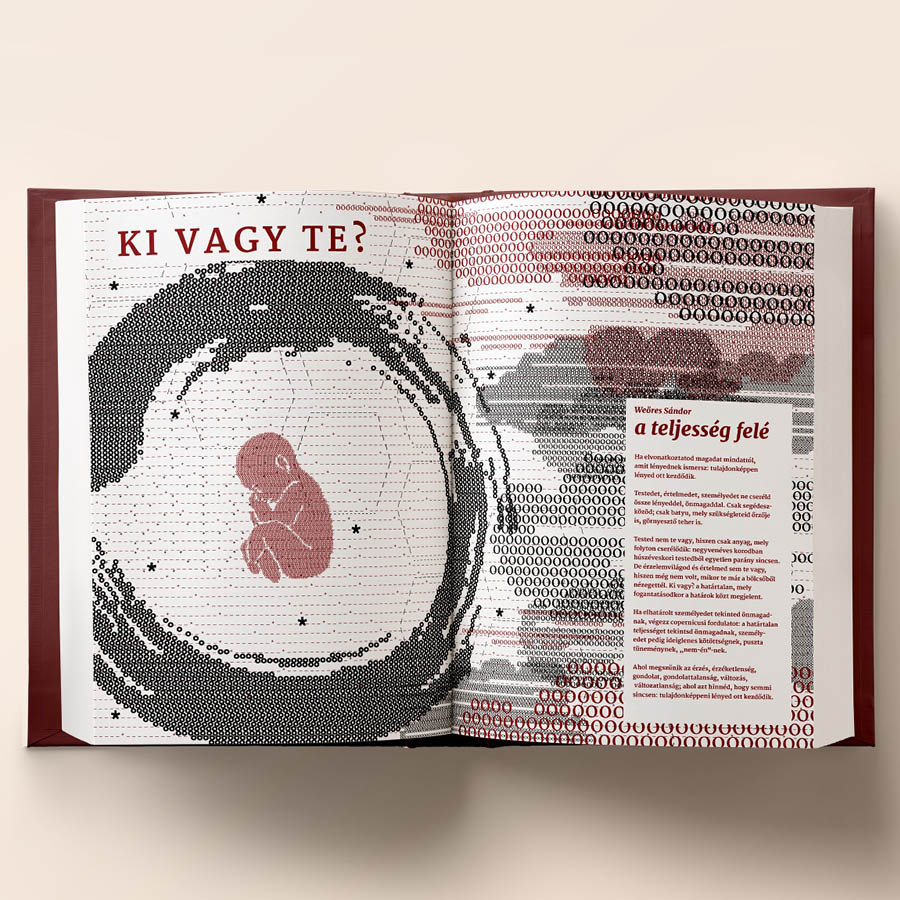 KI VAGY TE?
Weöres Sándor
a teljesség felé
Ha elvonatkoztatod magadat mindattól,
amit lényednek ismersz: tulajdonképpen
lényed ott kezdődik.
Testedet, értelmedet, személyedet ne cseréld
össze lényeddel, önmagaddal. Csak segédesz-
közöd; csak batyu, mely szükségleteid őrzője
is, görnyesztő teher is.
Tested nem te vagy, hiszen csak anyag, mely
folyton cserélődik: negyvenéves korodban
húszéveskori testedből egyetlen parány sincsen.
De érzelemvilágod és értelmed sem te vagy,
hiszen még nem volt, mikor te már a bölcsőből
nézegettél. Ki vagy? a határtalan, mely
fogantatásodkor a határok közt megjelent.
Ha elhatárolt személyedet tekinted önmagad-
nak, végezz copernicusi fordulatot: a határtalan
teljességet tekintsd önmagadnak, személy-
edet pedig ideiglenes kötöttségnek, puszta
tüneménynek, „nem-én”-nek.
Ahol megszűnik az érzés, érzéketlenség,
gondolat, gondolattalanság, változás,
változatlanság; ahol azt hinnéd, hogy semmi
sincsen: tulajdonképpeni lényed ott kezdődik.